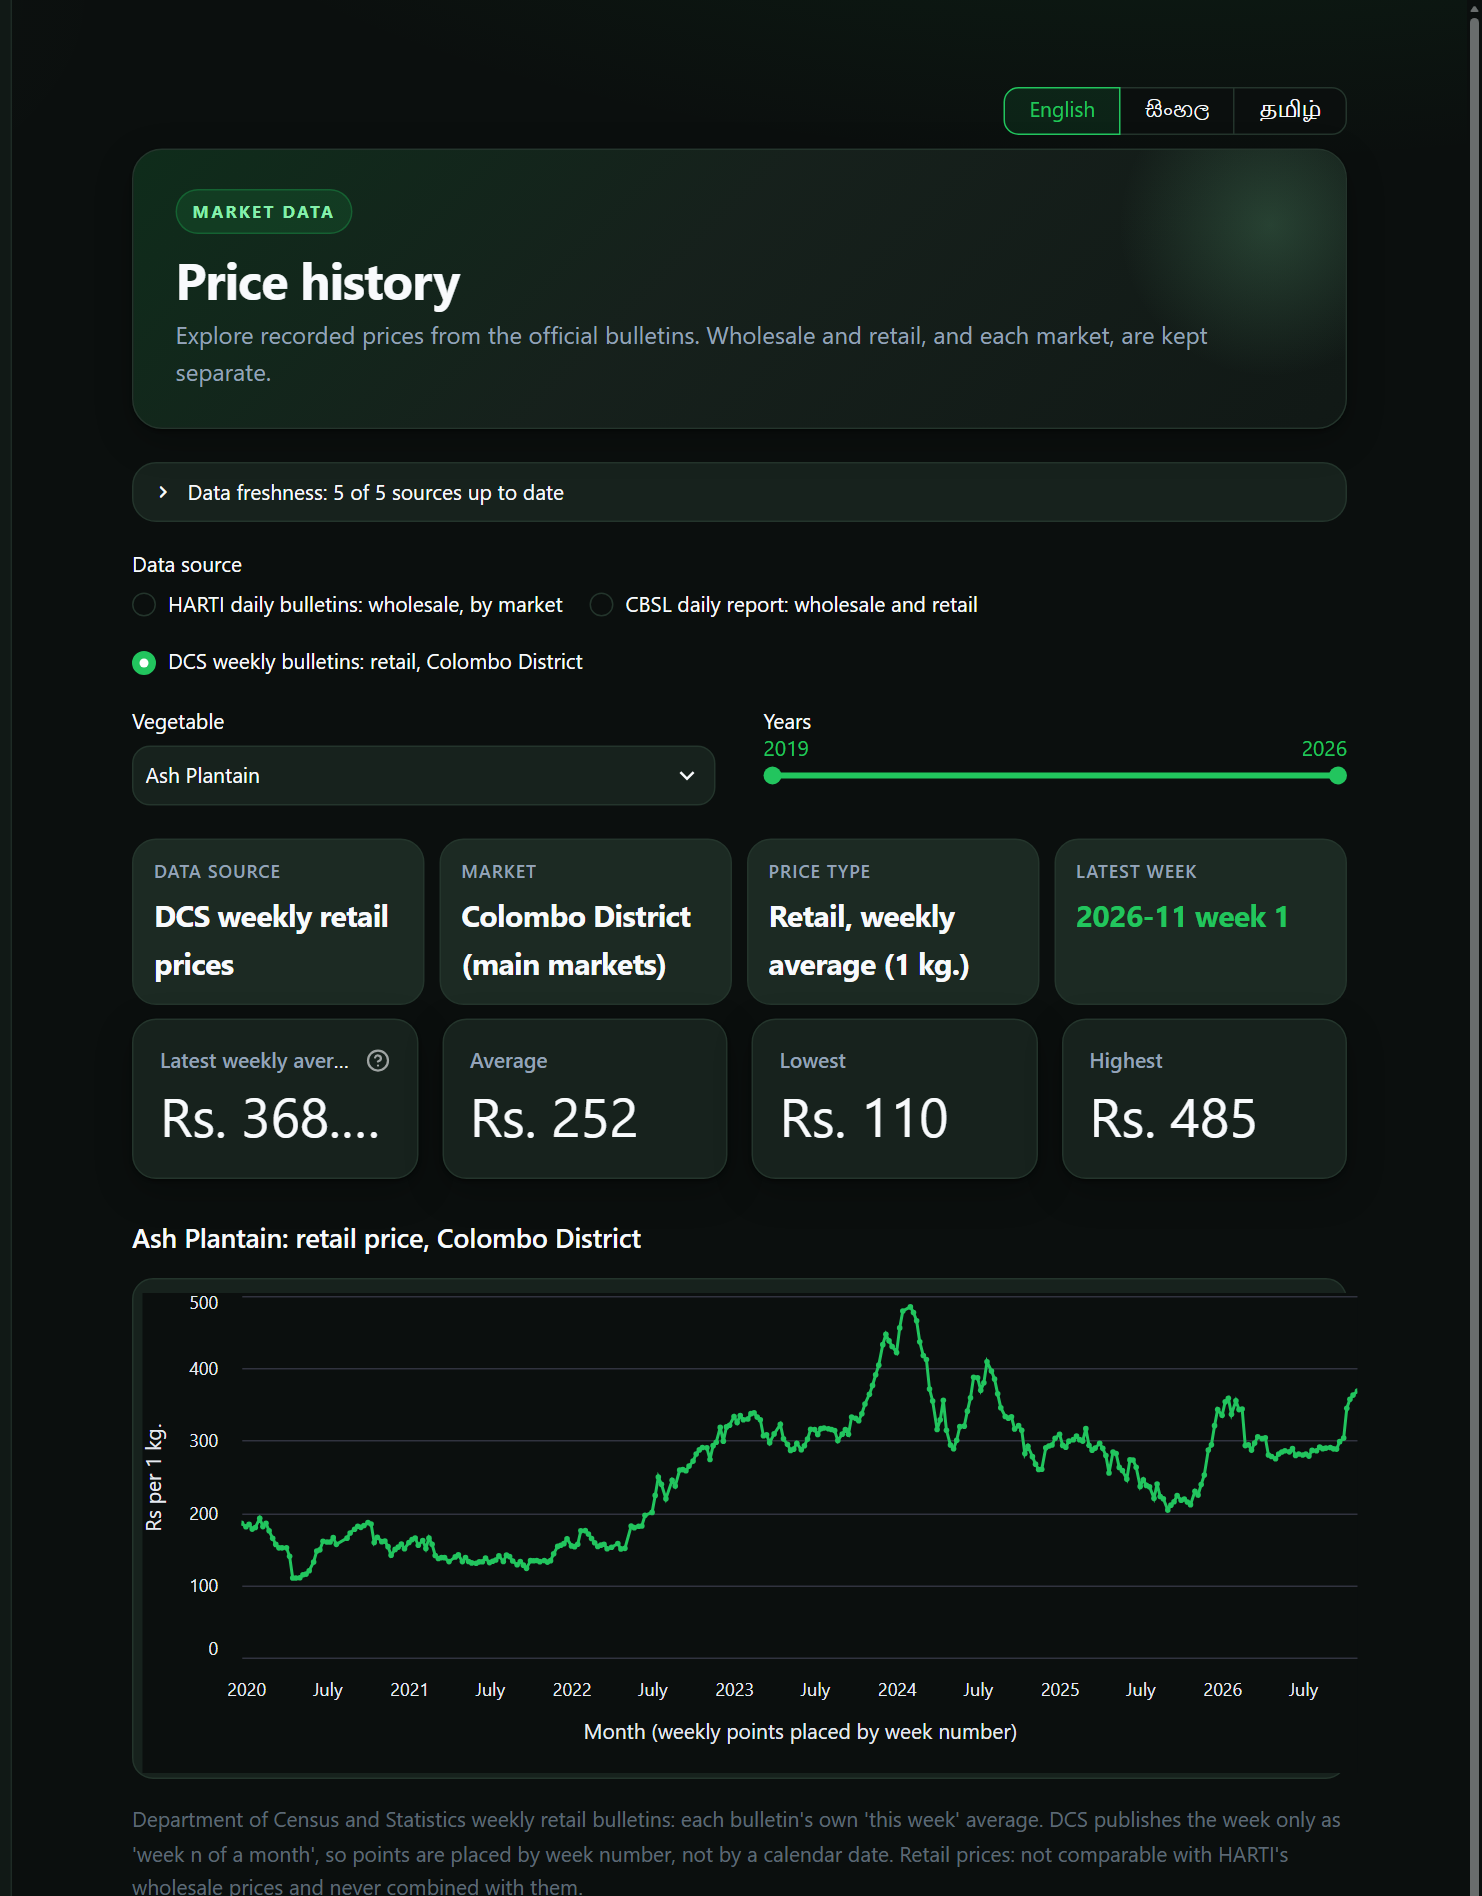 English
සිංහල
தமிழ்
MARKET DATA
Price history
Explore recorded prices from the official bulletins. Wholesale and retail, and each market, are kept
separate.
Data freshness: 5 of 5 sources up to date
Data source
HARTI daily bulletins: wholesale, by market
CBSL daily report: wholesale and retail
DCS weekly bulletins: retail, Colombo District
Vegetable
Ash Plantain
Years
2019
2026
DATA SOURCE
DCS weekly retail
prices
MARKET
Colombo District
(main markets)
PRICE TYPE
Retail, weekly
average (1 kg.)
LATEST WEEK
2026-11 week 1
Latest weekly aver...
Rs. 368....
Average
Rs. 252
Lowest
Rs. 110
Highest
Rs. 485
Ash Plantain: retail price, Colombo District
500
400
300
200
100
0
Rs per 1 kg.
2020 July 2021 July 2022 July 2023 July 2024 July 2025 July 2026 July
Month (weekly points placed by week number)
Department of Census and Statistics weekly retail bulletins: each bulletin's own 'this week' average. DCS publishes the week only as
'week n of a month', so points are placed by week number, not by a calendar date. Retail prices: not comparable with HARTI's
wholesale prices and never combined with them.